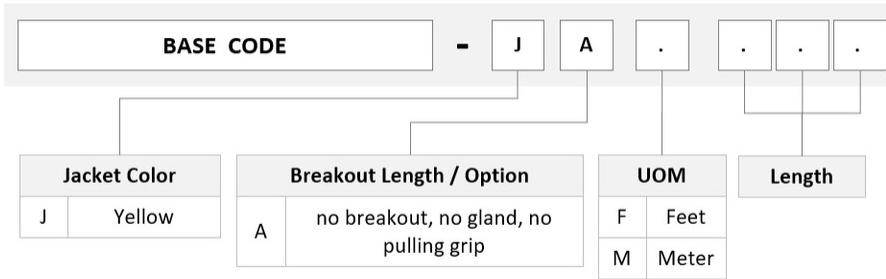 BASE CODE - J A . . . .
Jacket Color
J Yellow
Breakout Length / Option
A no breakout, no gland, no
pulling grip
UOM
F Feet
M Meter
Length